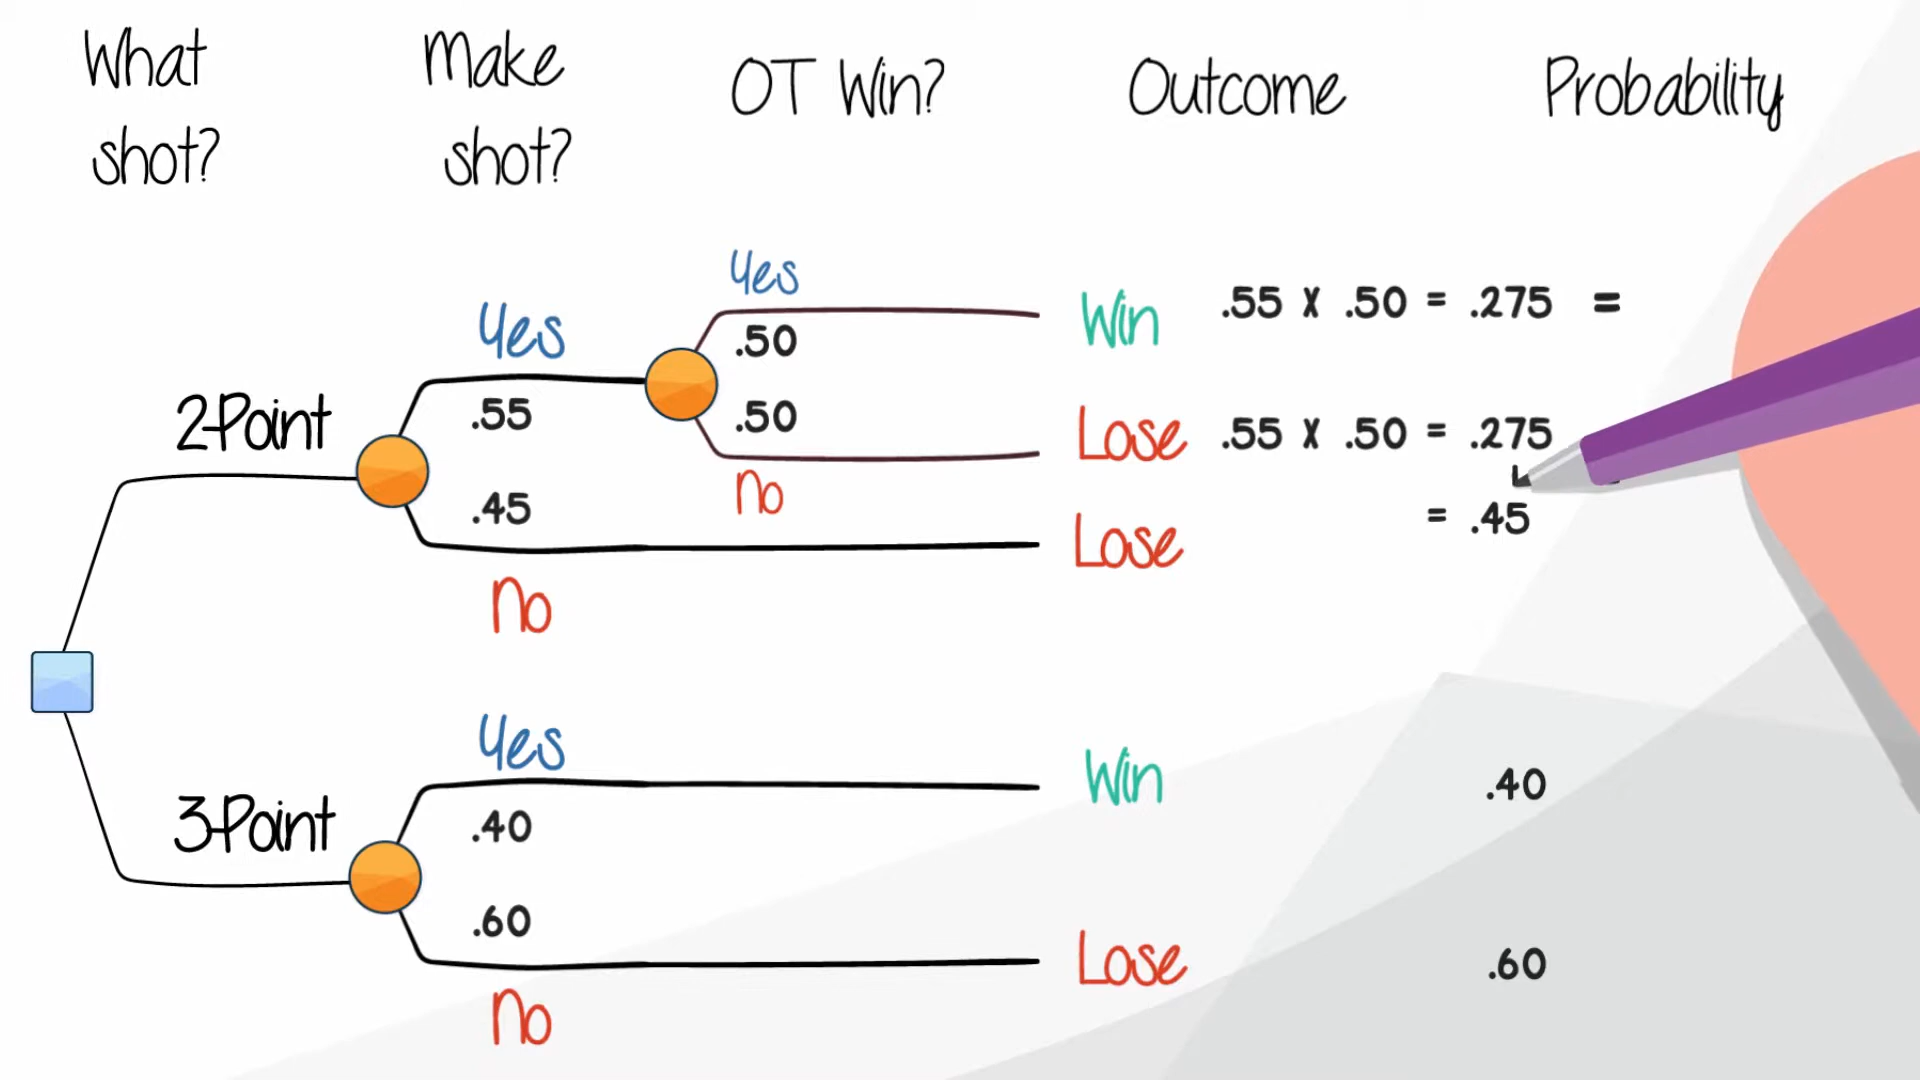 What
shot?
Make
shot?
OT Win?
Outcome
Probability
Yes
Yes
.50
Win .55 X .50 = .275 =
2-Point
.55
.50
Lose .55 X .50 = .275
No
.45
Lose = .45
No
Yes
Win .40
3-Point
.40
.60
Lose .60
No